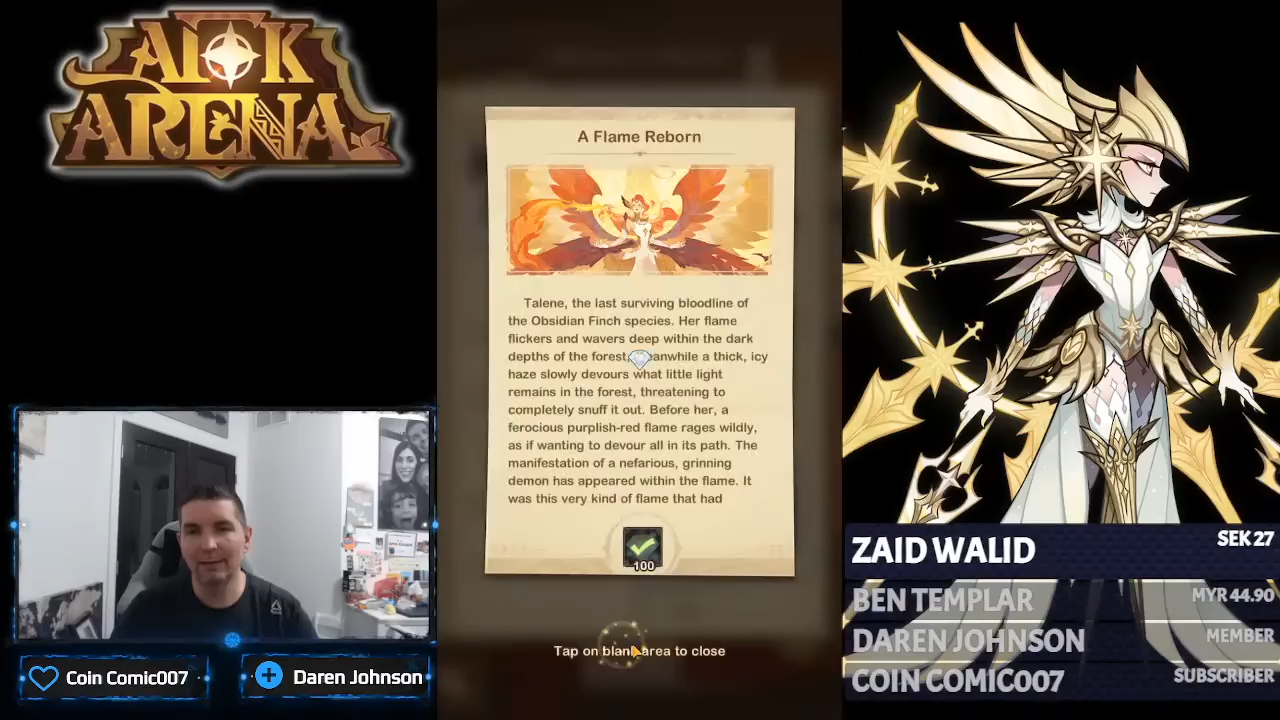 AFK
ARENA
A Flame Reborn
Talene, the last surviving bloodline of
the Obsidian Finch species. Her flame
flickers and wavers deep within the dark
depths of the forest, anwhile a thick, icy
haze slowly devours what little light
remains in the forest, threatening to
completely snuff it out. Before her, a
ferocious purplish-red flame rages wildly,
as if wanting to devour all in its path. The
manifestation of a nefarious, grinning
demon has appeared within the flame. It
was this very kind of flame that had
100
Tap on blank area to close
Coin Comic007
Daren Johnson
ZAID WALID
SEK 27
BEN TEMPLAR
MYR 44.90
DAREN JOHNSON
MEMBER
COIN COMIC007
SUBSCRIBER